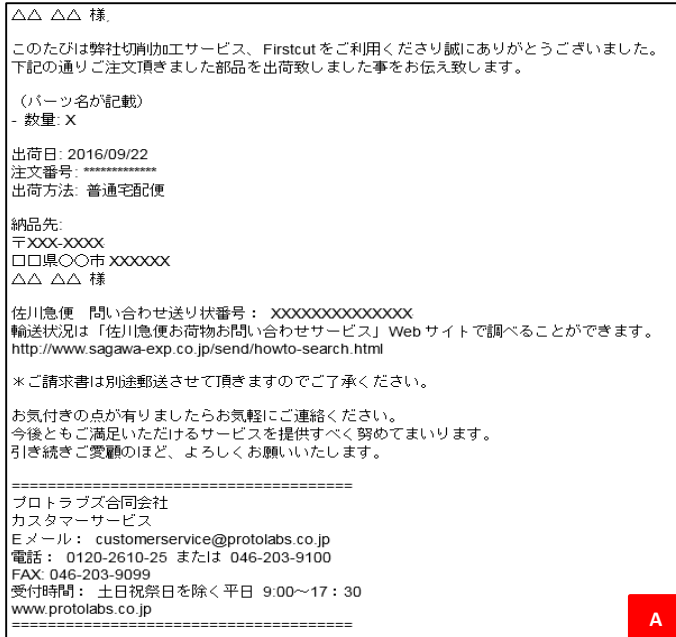 △△ △△ 様,
このたびは弊社切削加工サービス、Firstcutをご利用くださり誠にありがとうございました。
下記の通りご注文頂きました部品を出荷致しました事をお伝え致します。
（パーツ名が記載）
- 数量: X
出荷日: 2016/09/22
注文番号: *************
出荷方法: 普通宅配便
納品先:
〒XXX-XXXX
口口県〇〇市 XXXXXX
△△ △△ 様
佐川急便　問い合わせ送り状番号： XXXXXXXXXXXXXX
輸送状況は「佐川急便お荷物お問い合わせサービス」Web サイトで調べることができます。
http://www.sagawa-exp.co.jp/send/howto-search.html
＊ご請求書は別途郵送させて頂きますのでご了承ください。
お気付きの点が有りましたらお気軽にご連絡ください。
今後ともご満足いただけるサービスを提供すべく努めてまいります。
引き続きご愛顧のほど、よろしくお願いいたします。
======================================
プロトラブズ合同会社
カスタマーサービス
Eメール： customerservice@protolabs.co.jp
電話： 0120-2610-25 または 046-203-9100
FAX: 046-203-9099
受付時間： 土日祝祭日を除く平日 9:00～17：30
www.protolabs.co.jp
======================================
A